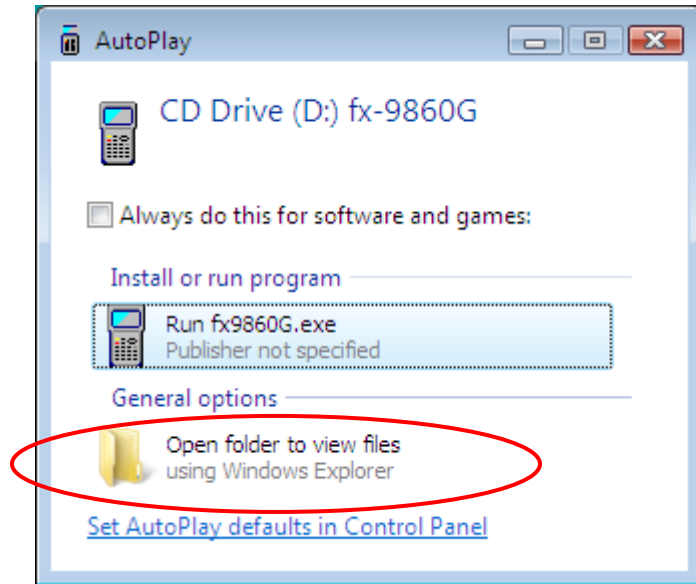 AutoPlay
CD Drive (D:) fx-9860G
Always do this for software and games:
Install or run program
Run fx9860G.exe
Publisher not specified
General options
Open folder to view files
using Windows Explorer
Set AutoPlay defaults in Control Panel